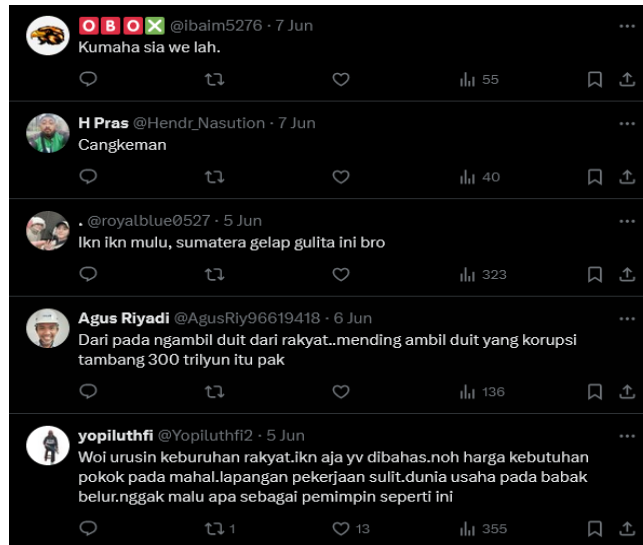 🅾🅱🅾❎ @ibaim5276 · 7 Jun
Kumaha sia we lah.
55
H Pras @Hendr_Nasution · 7 Jun
Cangkeman
40
. @royalblue0527 · 5 Jun
Ikn ikn mulu, sumatera gelap gulita ini bro
323
Agus Riyadi @AgusRiy96619418 · 6 Jun
Dari pada ngambil duit dari rakyat..mending ambil duit yang korupsi
tambang 300 trilyun itu pak
136
yopiluthfi @Yopiluthfi2 · 5 Jun
Woi urusin keburuhan rakyat.ikn aja yv dibahas.noh harga kebutuhan
pokok pada mahal.lapangan pekerjaan sulit.dunia usaha pada babak
belur.nggak malu apa sebagai pemimpin seperti ini
1 13 355